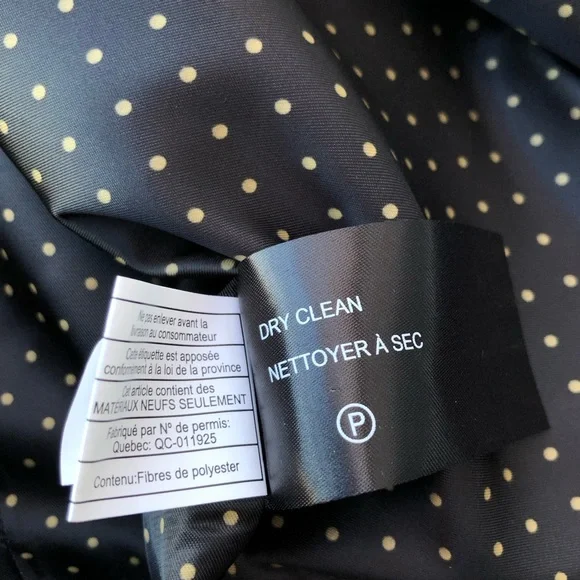 Ne pas enlever avant la
livraison au consommateur
Cette étiquette est apposée
conformément à la loi de la province
Cet article contient des
MATERIAUX NEUFS SEULEMENT
Fabriqué par Nº de permis:
Quebec: QC-011925
Contenu:Fibres de polyester
DRY CLEAN
NETTOYER À SEC
P